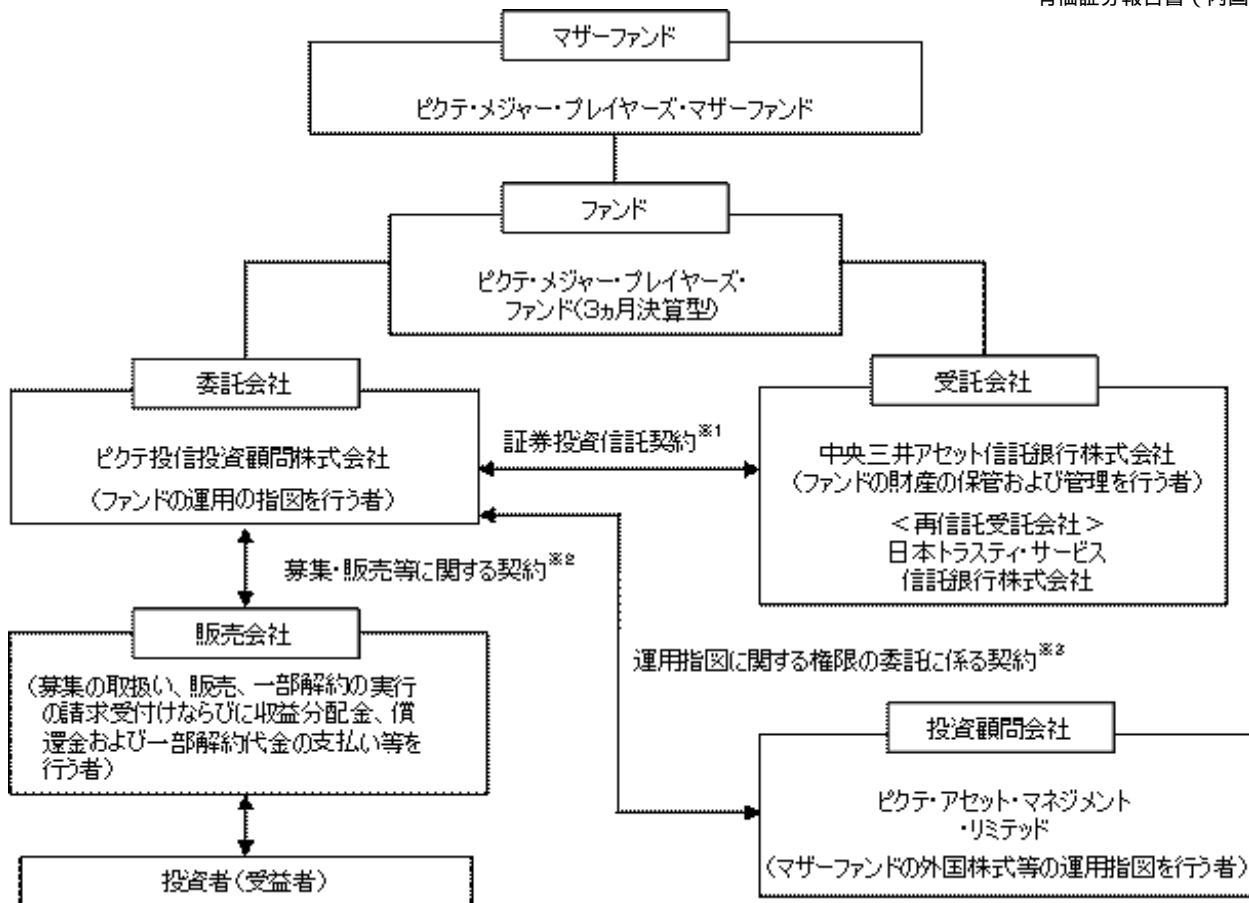 マザーファンド
ピクテ・メジャー・プレイヤーズ・マザーファンド
ファンド
ピクテ・メジャー・プレイヤーズ・
ファンド(3ヵ月決算型)
委託会社
ピクテ投信投資顧問株式会社
(ファンドの運用の指図を行う者)
証券投資信託契約※1
受託会社
中央三井アセット信託銀行株式会社
(ファンドの財産の保管および管理を行う者)
<再信託受託会社>
日本トラスティ・サービス
信託銀行株式会社
募集・販売等に関する契約※2
販売会社
(募集の取扱い、販売、一部解約の実行
の請求受付けならびに収益分配金、償
還金および一部解約代金の支払い等を
行う者)
運用指図に関する権限の委託に係る契約※3
投資顧問会社
ピクテ・アセット・マネジメント
・リミテッド
(マザーファンドの外国株式等の運用指図を行う者)
投資者(受益者)